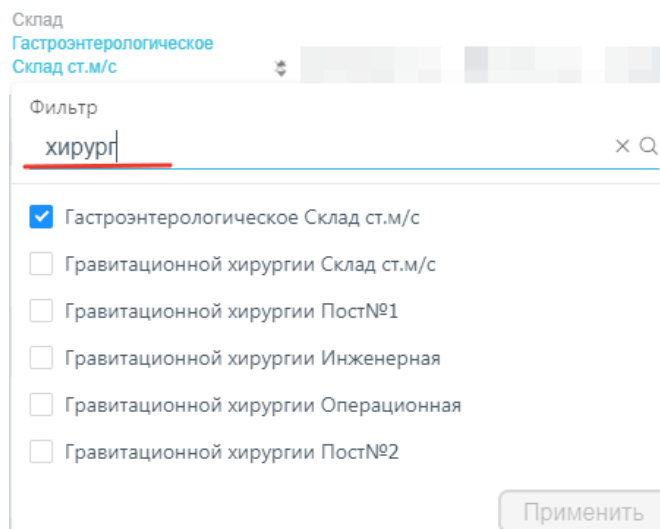 Склад
Гастроэнтерологическое
Склад ст.м/с
Фильтр
хирург
Гастроэнтерологическое Склад ст.м/с
Гравитационной хирургии Склад ст.м/с
Гравитационной хирургии Пост№1
Гравитационной хирургии Инженерная
Гравитационной хирургии Операционная
Гравитационной хирургии Пост№2
Применить